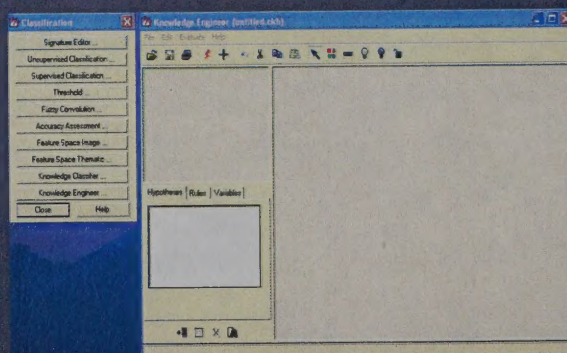 Classification
Signature Editor ...
Unsupervised Classification ...
Supervised Classification ...
Threshold ...
Fuzzy Convolution ...
Accuracy Assessment ...
Feature Space Image ...
Feature Space Thematic ...
Knowledge Classifier ...
Knowledge Engineer ...
Close Help
Knowledge Engineer (untitled.ckb)
File Edit Evaluate Help
Hypotheses Rules Variables